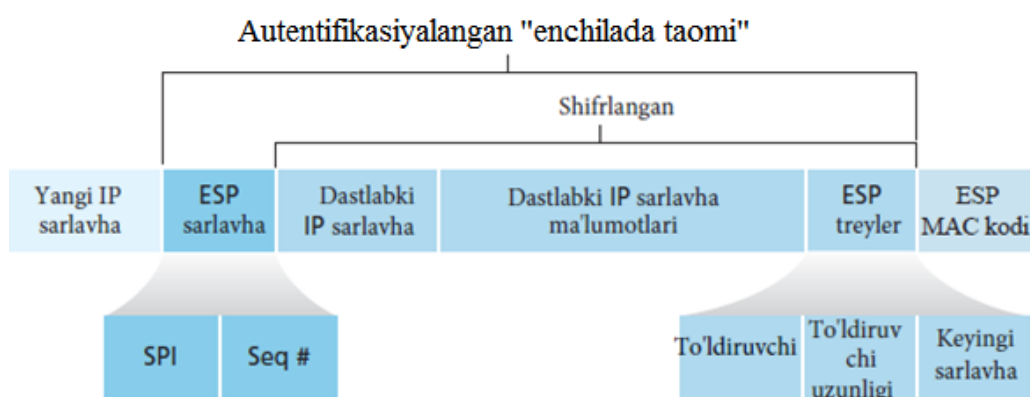 Autentifikasiyalangan "enchilada taomi"
Shifrlangan
Yangi IP
sarlavha
ESP
sarlavha
Dastlabki
IP sarlavha
Dastlabki IP sarlavha
ma'lumotlari
ESP
treyler
ESP
MAC kodi
SPI
Seq #
To'ldiruvchi
To'ldiruv
chi
uzunligi
Keyingi
sarlavha